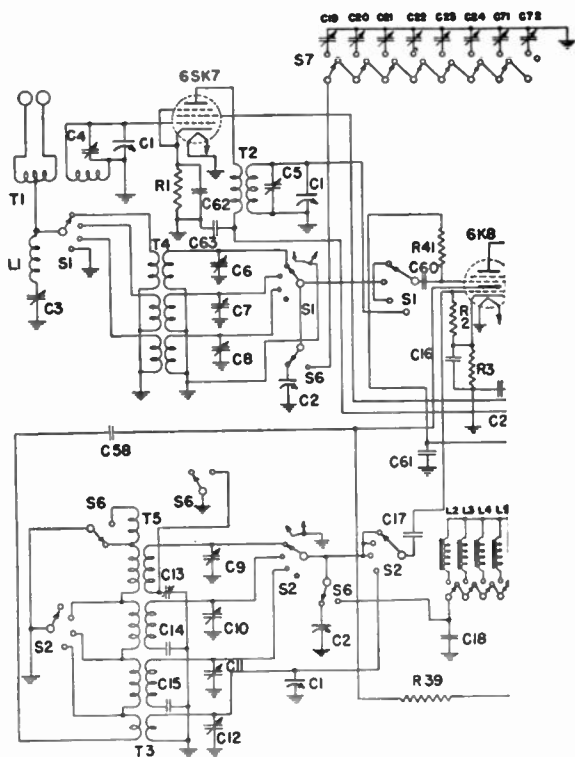 C19 C20 C21 C22 C23 C24 C71 C72
S7
6SK7
C4 C1
T2
C5 C1
T1
R1
C62
R41
6K8
C63
C60
L1
S1
T4
C6
S1
S1
R2
C3
C7
C16
R3
C8
S6
C2
C2
C58
C61
S6
S6
T5
C17
L2 L3 L4 L5
C13
C9
S2
S6
S2
C14
C10
C2
C18
S2
C15
C11
C1
R39
C12
T3